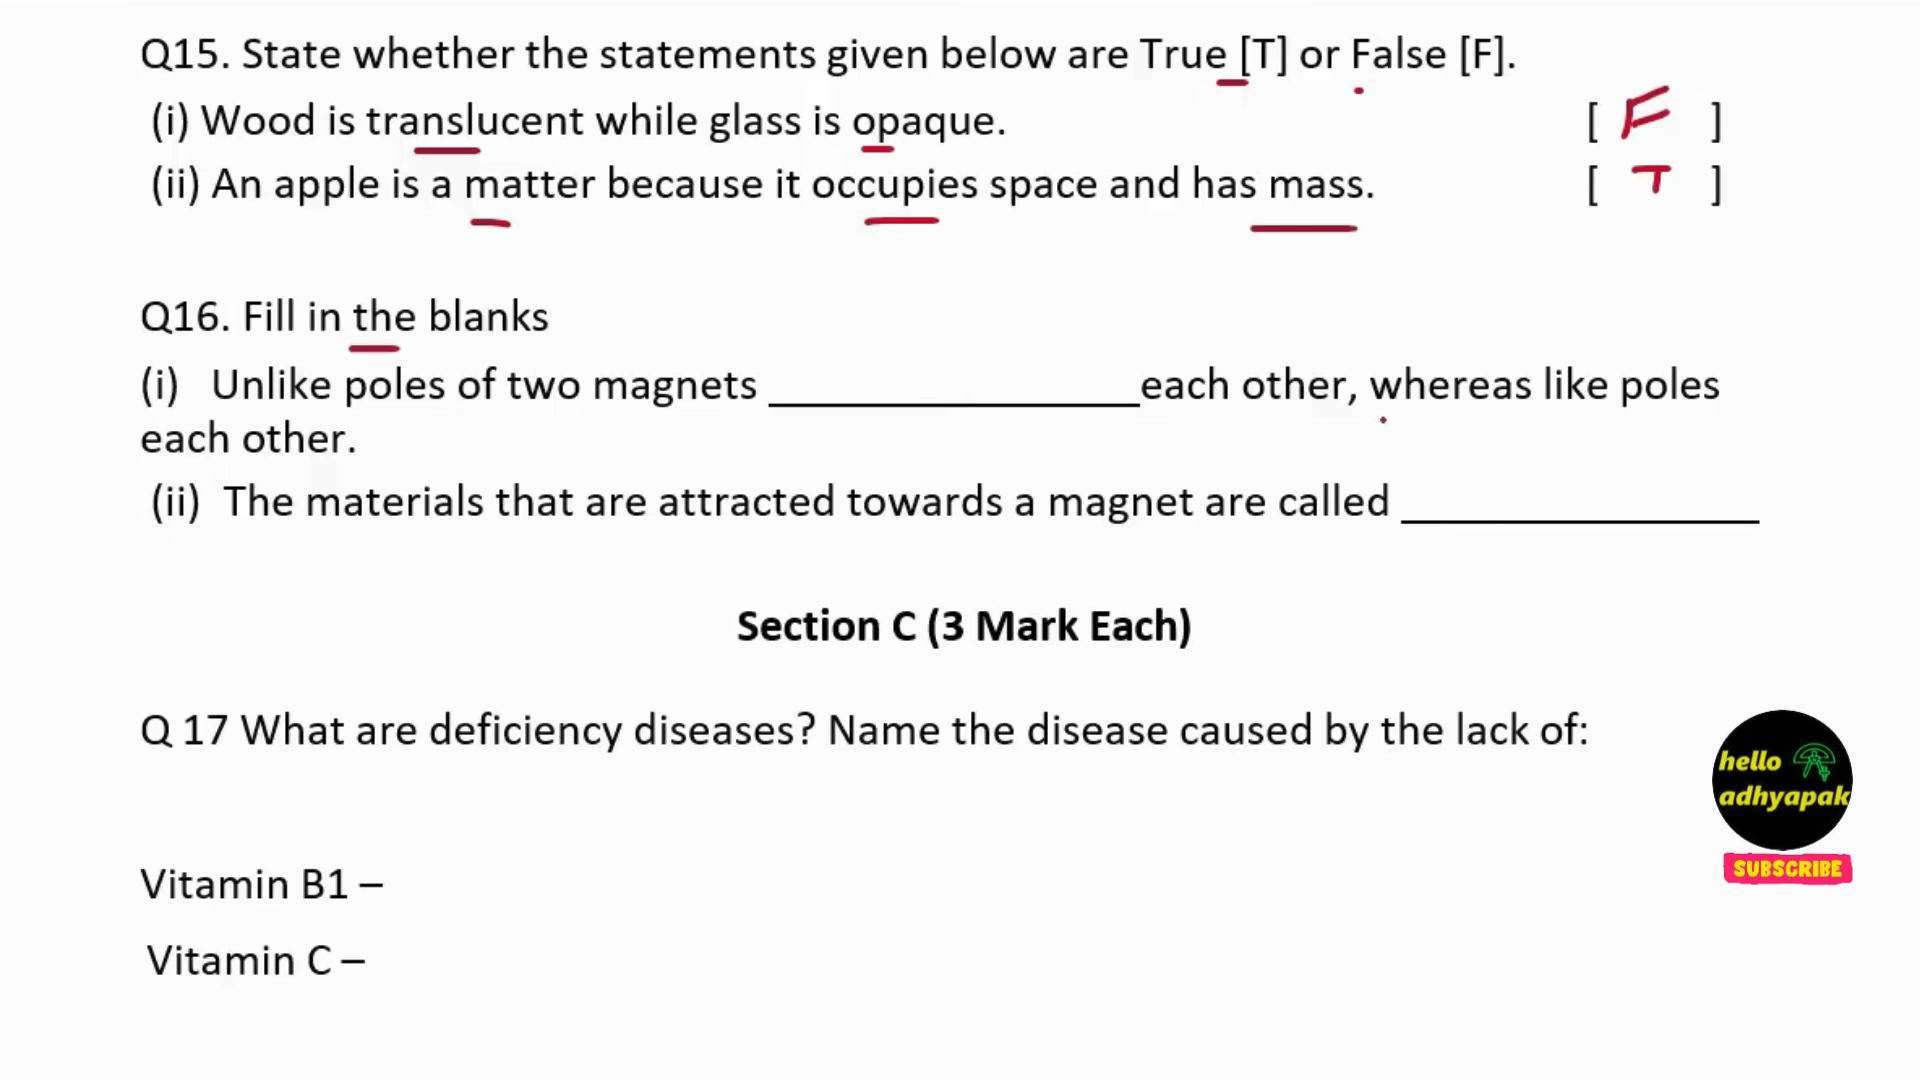 Q15. State whether the statements given below are True [T] or False [F].
(i) Wood is translucent while glass is opaque. [ F ]
(ii) An apple is a matter because it occupies space and has mass. [ T ]
Q16. Fill in the blanks
(i) Unlike poles of two magnets ________________each other, whereas like poles
each other.
(ii) The materials that are attracted towards a magnet are called ________________
Section C (3 Mark Each)
Q 17 What are deficiency diseases? Name the disease caused by the lack of:
hello
adhyapak
SUBSCRIBE
Vitamin B1 –
Vitamin C –